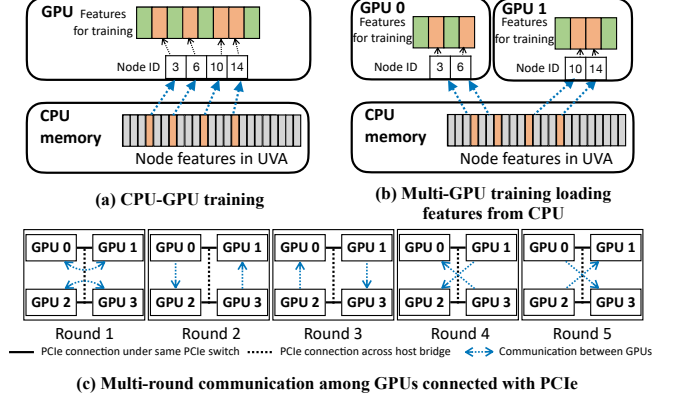 GPU
Features
for training
Node ID
3 6 10 14
CPU
memory
Node features in UVA
(a) CPU-GPU training
GPU 0
Features
for training
Node ID
3 6
GPU 1
Features
for training
Node ID
10 14
CPU
memory
Node features in UVA
(b) Multi-GPU training loading
features from CPU
GPU 0 GPU 1
GPU 2 GPU 3
Round 1
GPU 0 GPU 1
GPU 2 GPU 3
Round 2
GPU 0 GPU 1
GPU 2 GPU 3
Round 3
GPU 0 GPU 1
GPU 2 GPU 3
Round 4
GPU 0 GPU 1
GPU 2 GPU 3
Round 5
PCIe connection under same PCIe switch
PCIe connection across host bridge
Communication between GPUs
(c) Multi-round communication among GPUs connected with PCIe